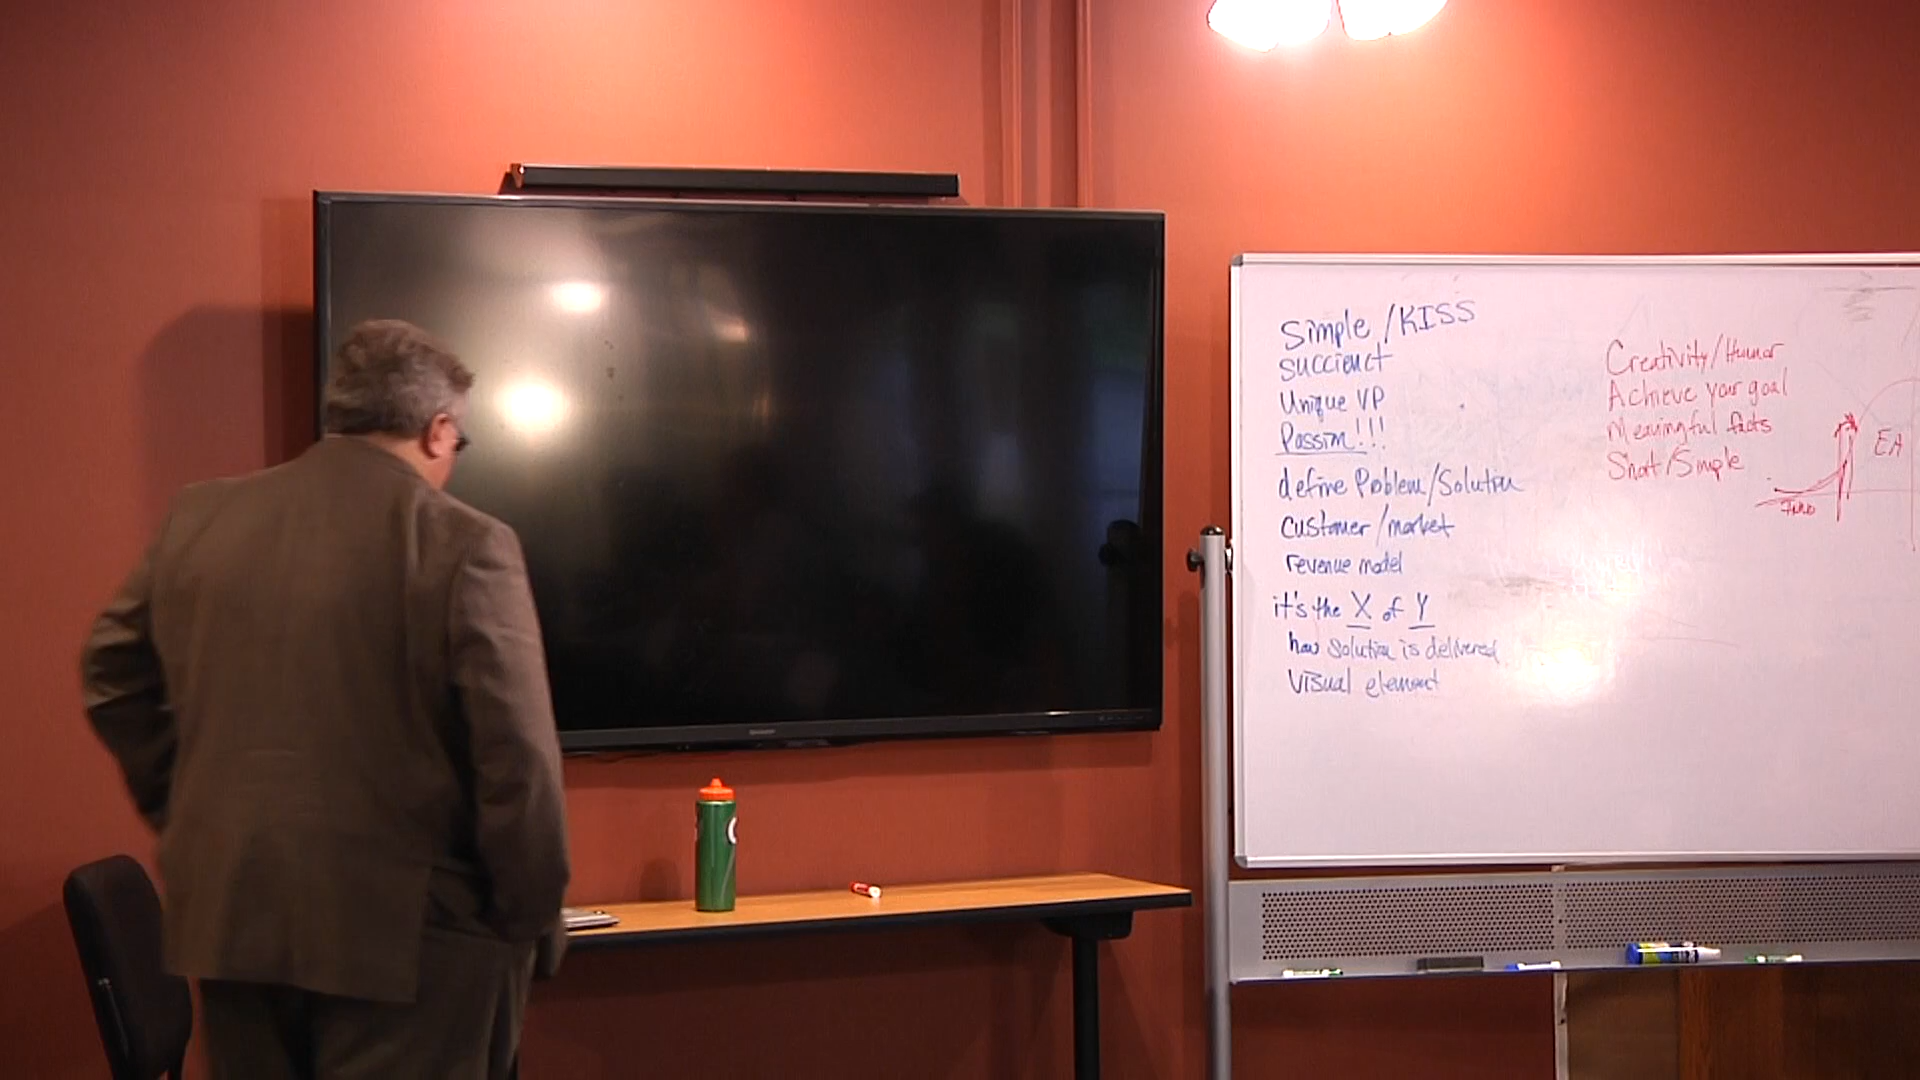 Simple /KISS
succienct
Unique VP
Passion!!!
define Problem/Solution
customer/market
revenue model
it's the X of Y
how solution is delivered
Visual element
Creativity/Humor
Achieve your goal
Meaningful facts
Short/Simple
EA
SHARP